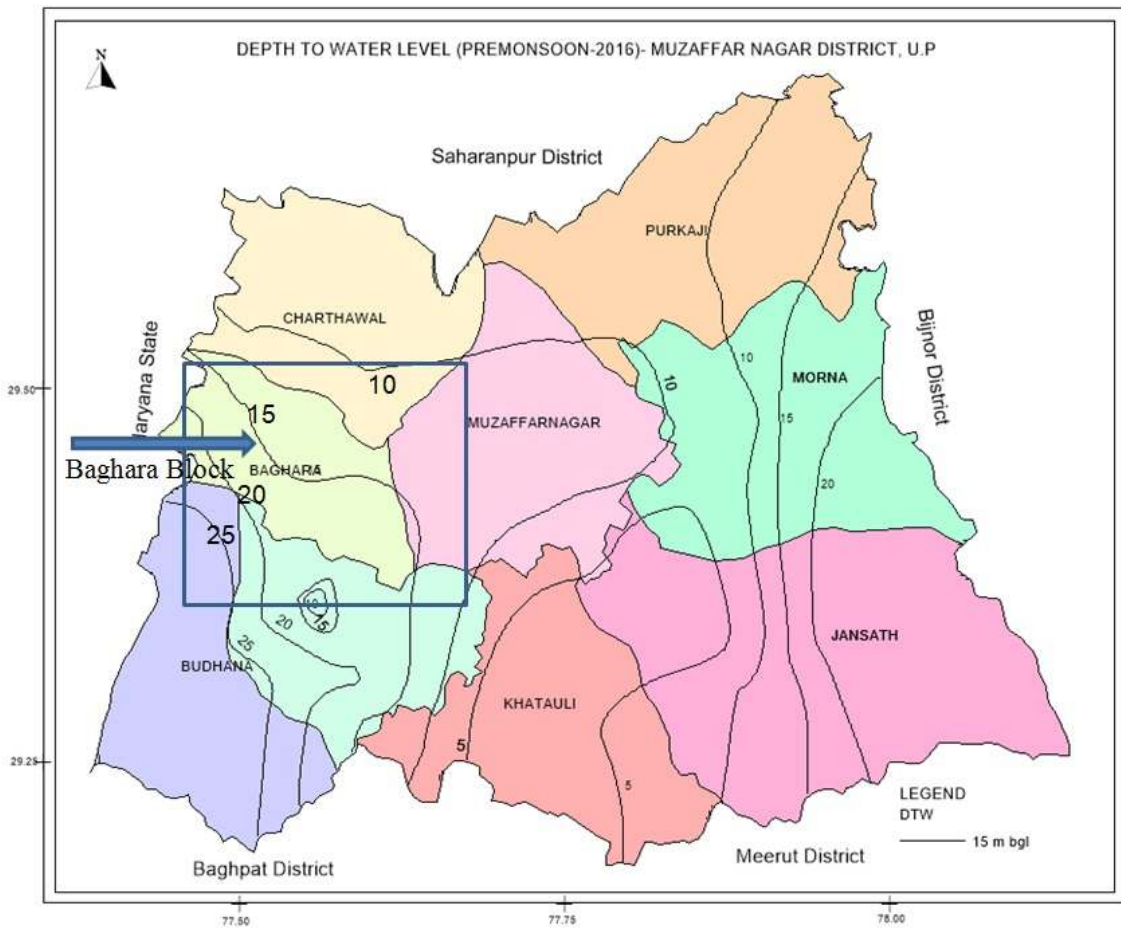 DEPTH TO WATER LEVEL (PREMONSOON-2016)- MUZAFFAR NAGAR DISTRICT, U.P
N
Saharanpur District
PURKAJI
CHARTHAWAL
Haryana State
Bijnor District
10
29.50
10
10
MORNA
15
15
MUZAFFARNAGAR
Baghara Block
BAGHARA
20
20
25
15
20
25
BUDHANA
JANSATH
KHATAULI
5
29.25
5
LEGEND
DTW
15 m bgl
Meerut District
Baghpat District
77.50
77.75
78.00